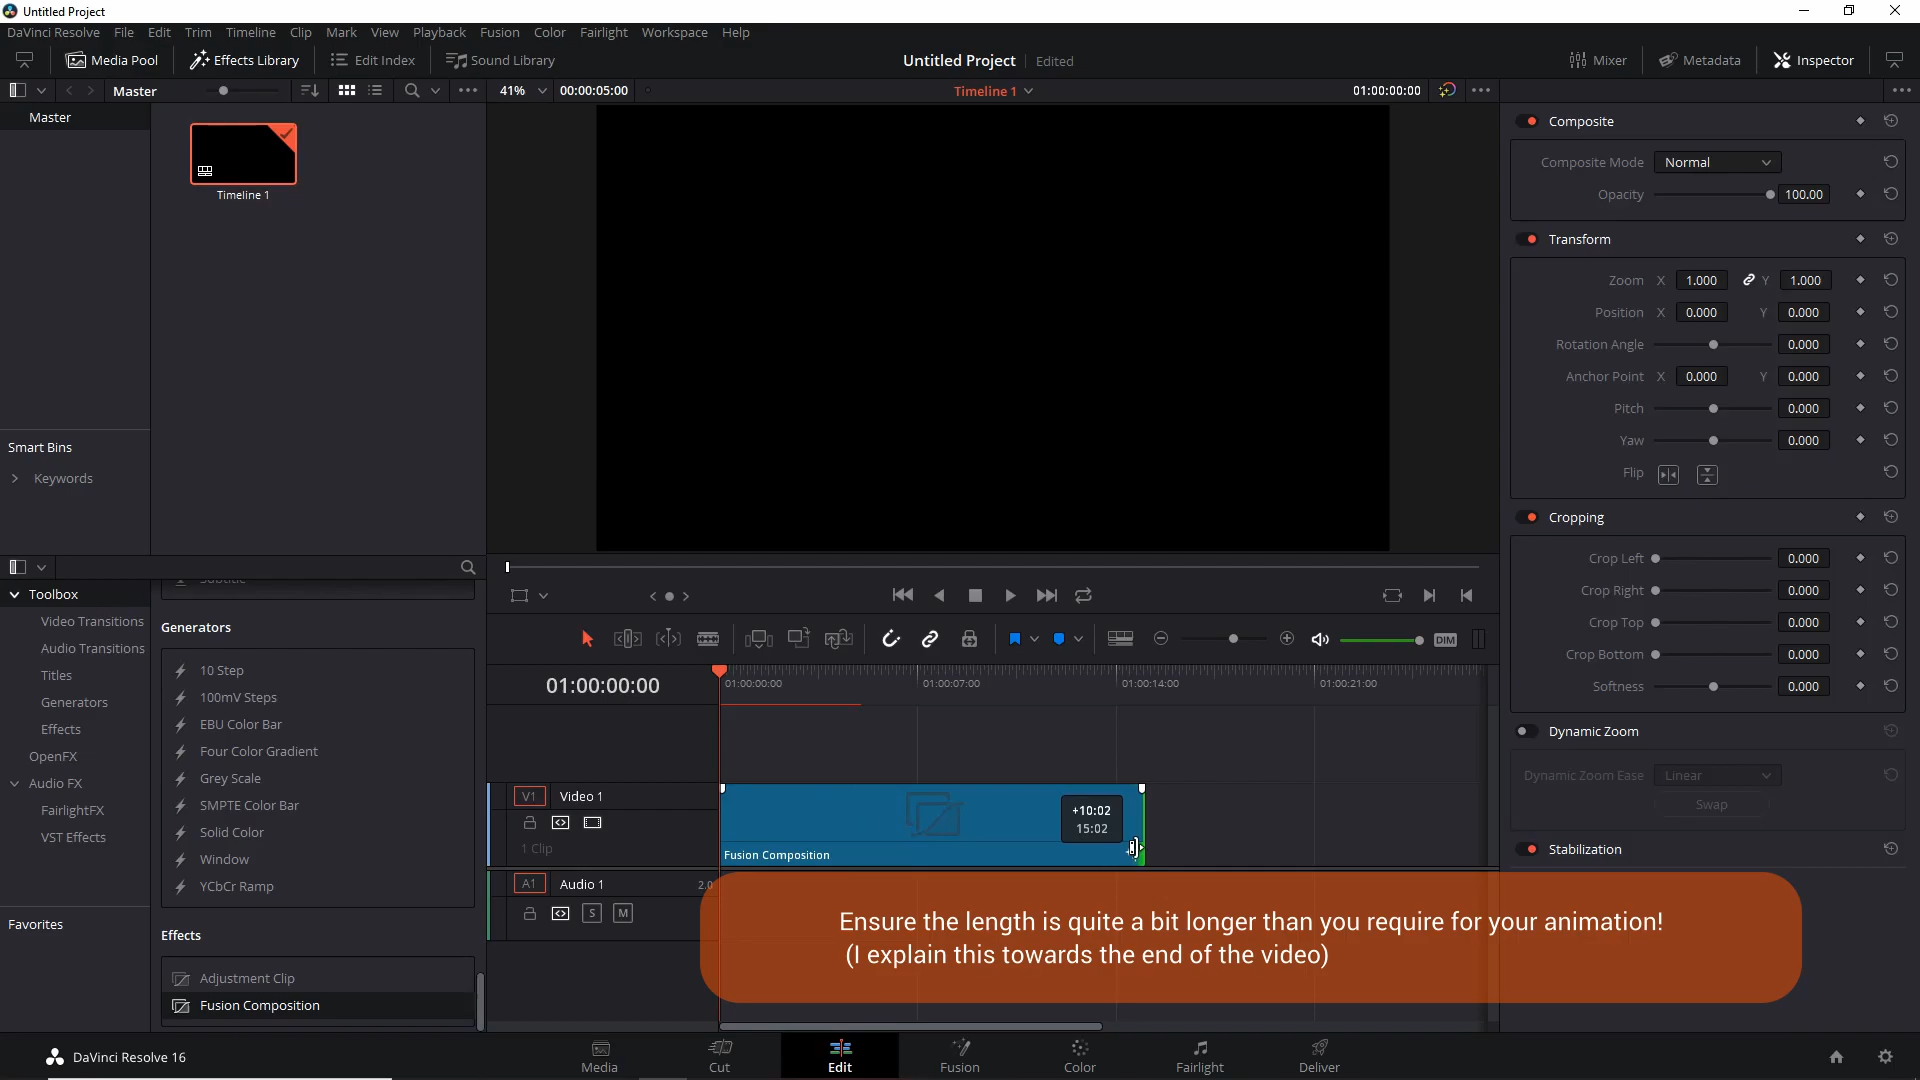 Untitled Project
DaVinci Resolve File Edit Trim Timeline Clip Mark View Playback Fusion Color Fairlight Workspace Help
Media Pool Effects Library Edit Index Sound Library Untitled Project Edited Mixer Metadata Inspector
Master 41% 00:00:05:00 Timeline 1 01:00:00:00
Master
Timeline 1
Smart Bins
Keywords
Composite
Composite Mode Normal
Opacity 100.00
Transform
Zoom X 1.000 Y 1.000
Position X 0.000 Y 0.000
Rotation Angle 0.000
Anchor Point X 0.000 Y 0.000
Pitch 0.000
Yaw 0.000
Flip
Cropping
Crop Left 0.000
Crop Right 0.000
Crop Top 0.000
Crop Bottom 0.000
Softness 0.000
Dynamic Zoom
Dynamic Zoom Ease Linear
Swap
Stabilization
Toolbox
Video Transitions
Audio Transitions
Titles
Generators
Effects
OpenFX
Audio FX
FairlightFX
VST Effects
Favorites
Subtitle
Generators
10 Step
100mV Steps
EBU Color Bar
Four Color Gradient
Grey Scale
SMPTE Color Bar
Solid Color
Window
YCbCr Ramp
Effects
Adjustment Clip
Fusion Composition
DIM
01:00:00:00 01:00:00:00 01:00:07:00 01:00:14:00 01:00:21:00
V1 Video 1
1 Clip
+10:02
15:02
Fusion Composition
A1 Audio 1 2.0
S M
Ensure the length is quite a bit longer than you require for your animation!
(I explain this towards the end of the video)
DaVinci Resolve 16 Media Cut Edit Fusion Color Fairlight Deliver